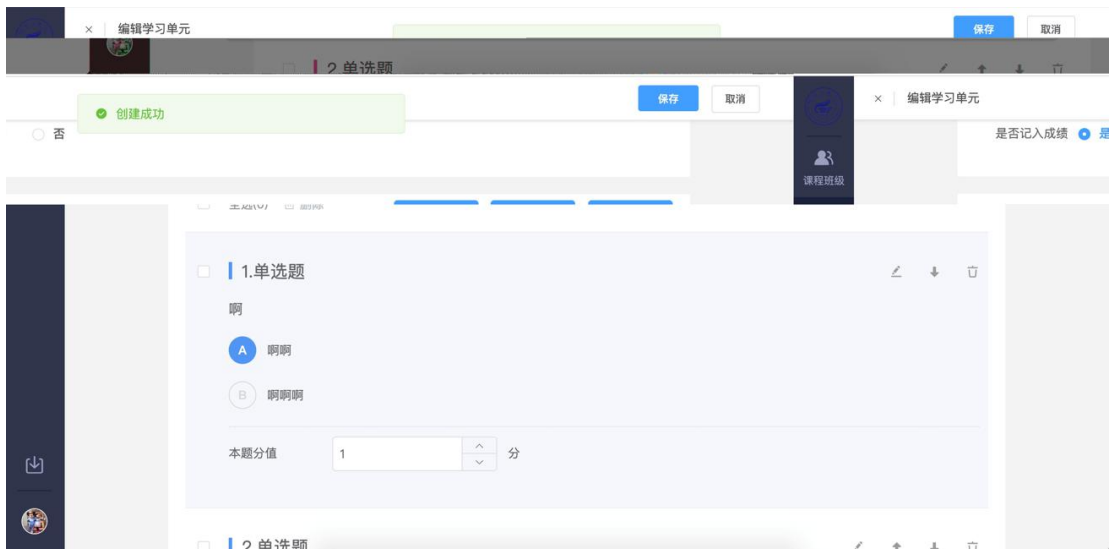 × 编辑学习单元 保存 取消
2.单选题
创建成功 保存 取消 × 编辑学习单元
否 是否记入成绩 是
课程班级
1.单选题
啊
A 啊啊
B 啊啊啊
本题分值 1 分
2.单选题